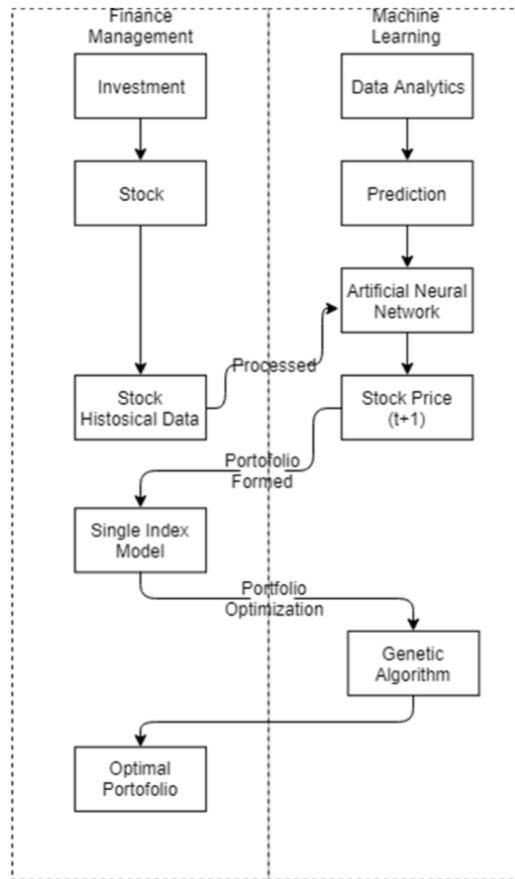 Finance
Management
Machine
Learning
Investment
Data Analytics
Stock
Prediction
Artificial Neural
Network
Processed
Stock
Histosical Data
Stock Price
(t+1)
Portofolio
Formed
Single Index
Model
Portfolio
Optimization
Genetic
Algorithm
Optimal
Portofolio